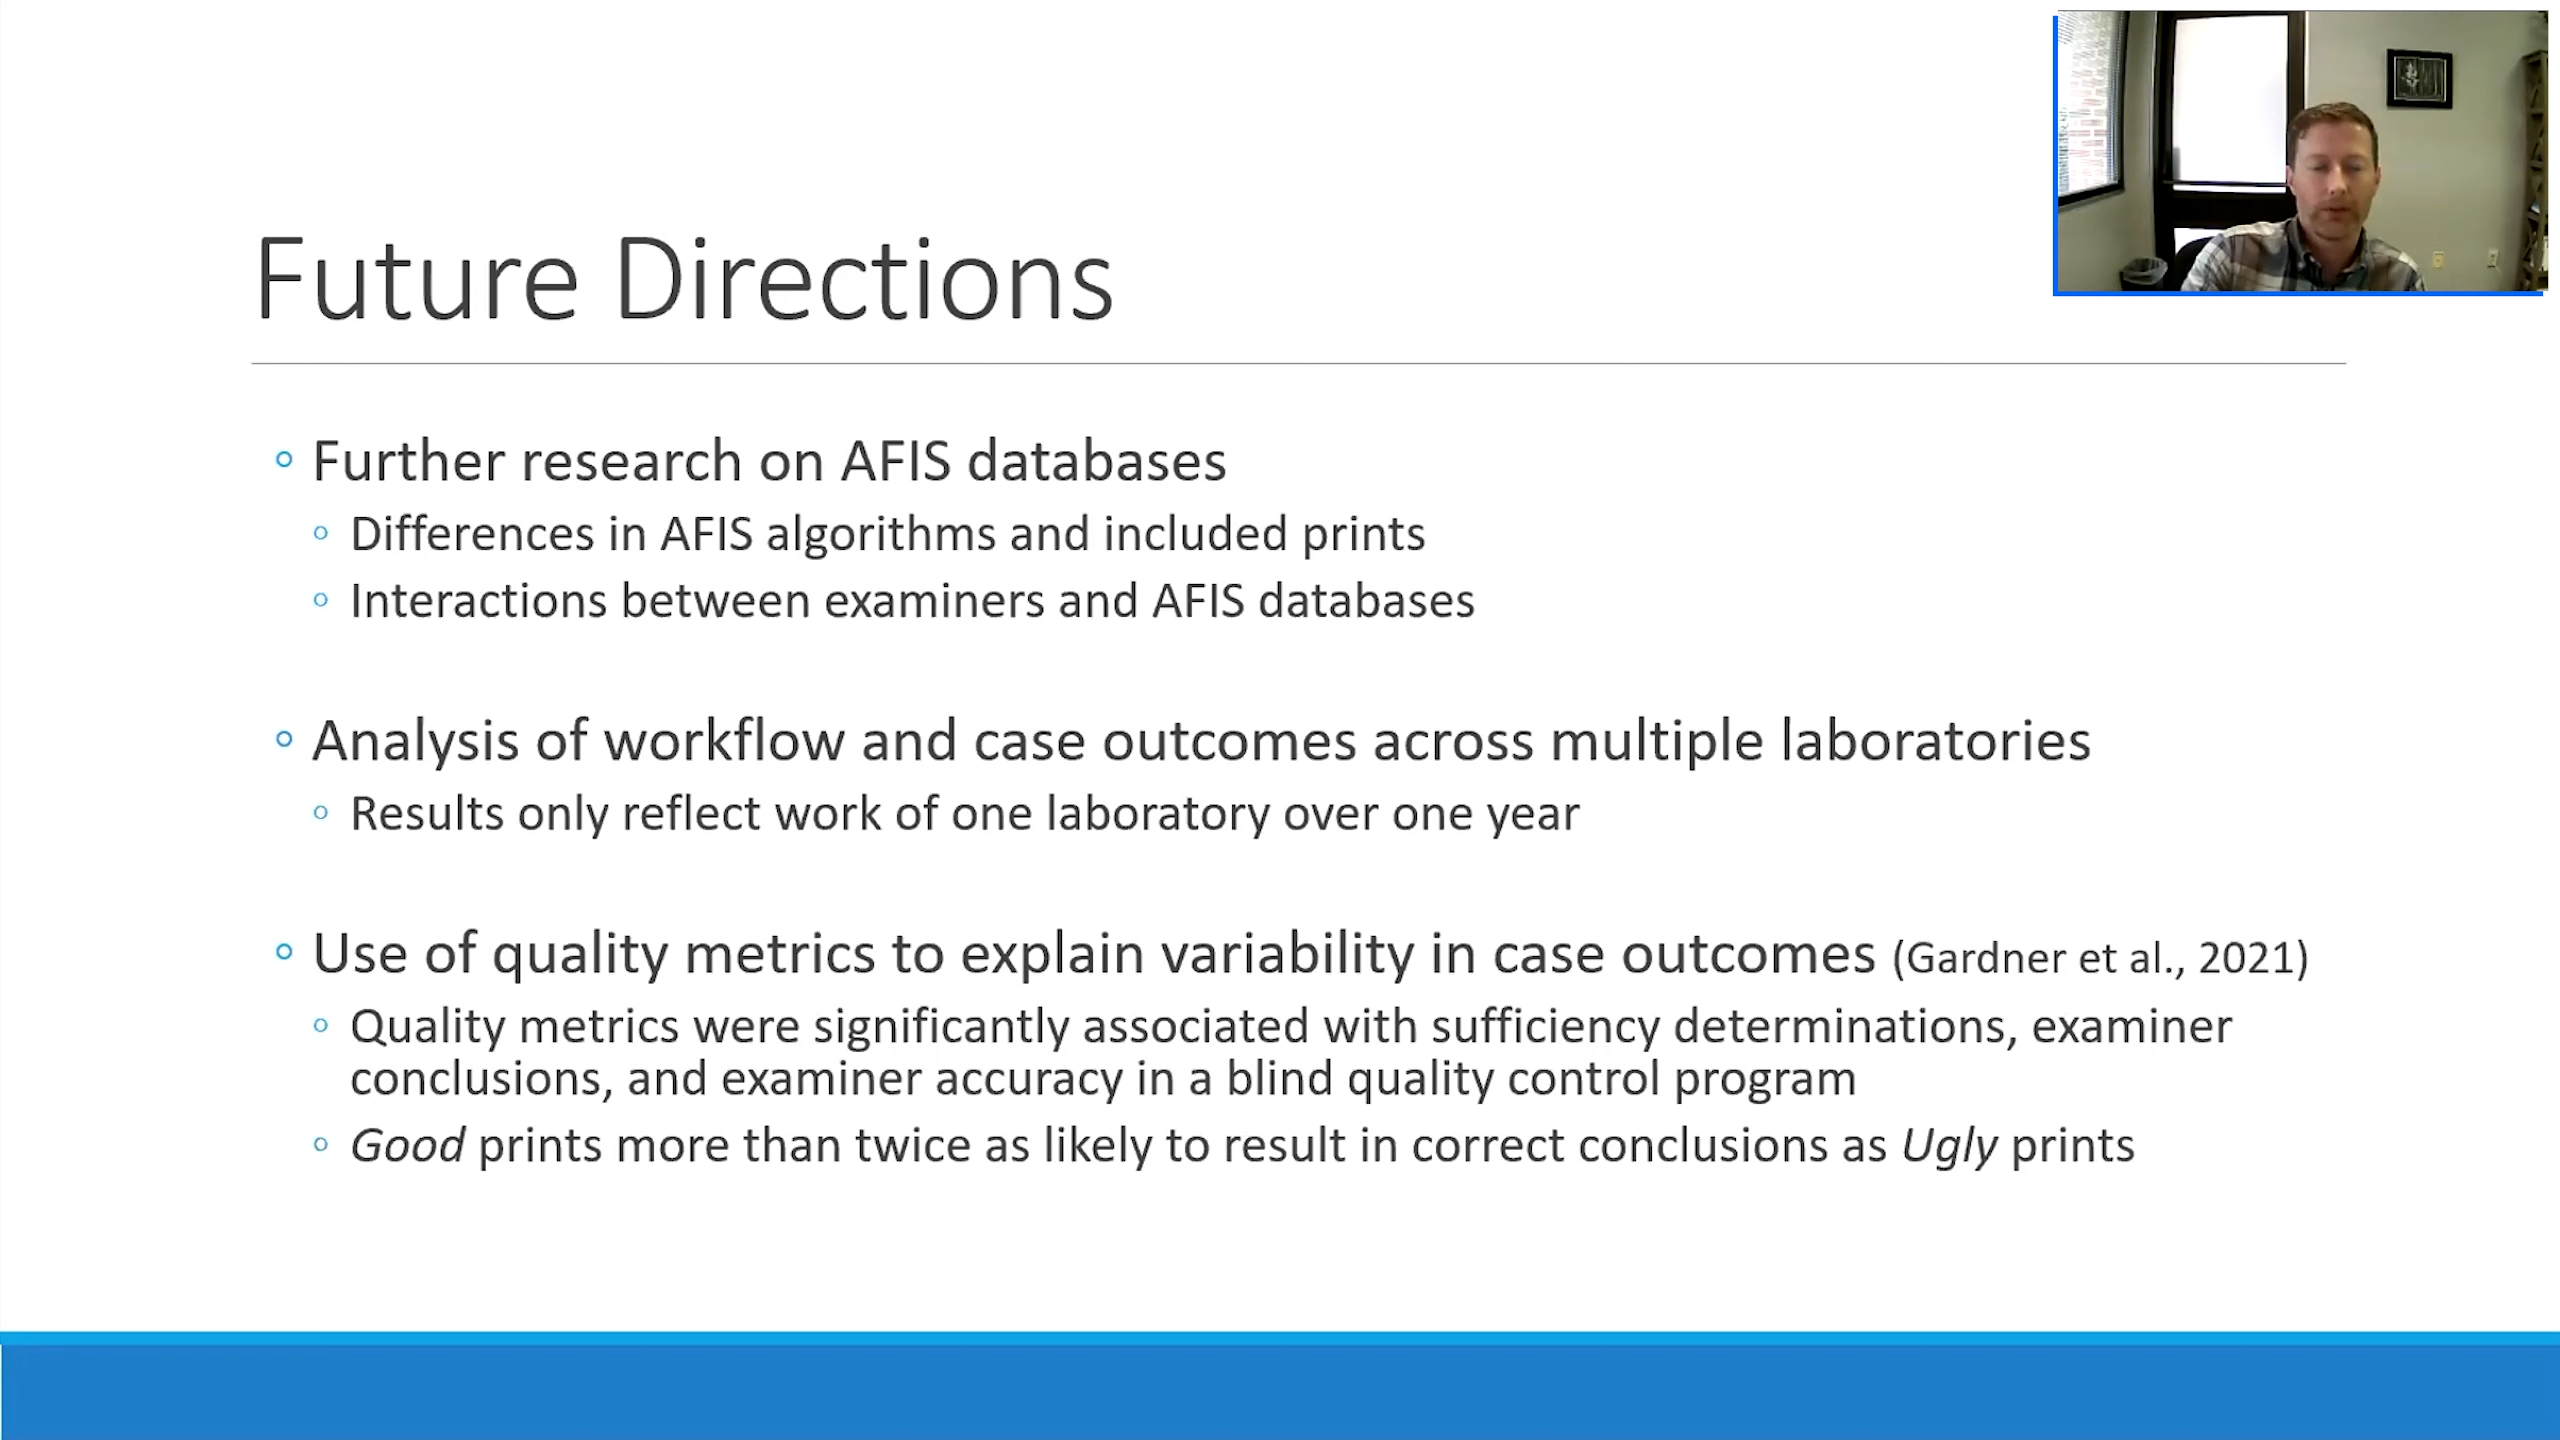 Future Directions
Further research on AFIS databases
Differences in AFIS algorithms and included prints
Interactions between examiners and AFIS databases
Analysis of workflow and case outcomes across multiple laboratories
Results only reflect work of one laboratory over one year
Use of quality metrics to explain variability in case outcomes (Gardner et al., 2021)
Quality metrics were significantly associated with sufficiency determinations, examiner
conclusions, and examiner accuracy in a blind quality control program
Good prints more than twice as likely to result in correct conclusions as Ugly prints